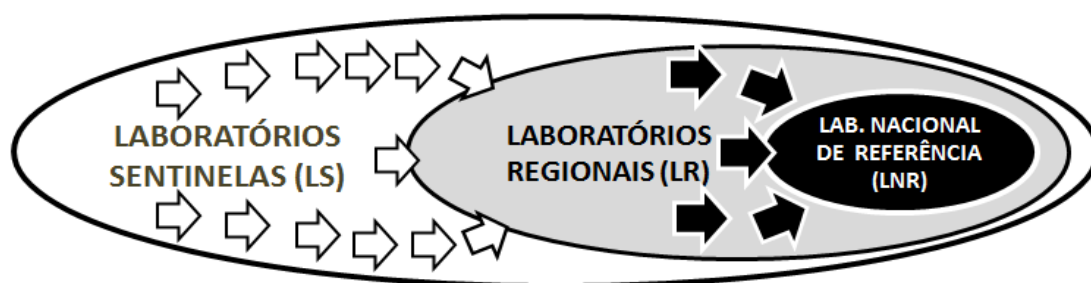 LABORATÓRIOS
SENTINELAS (LS)
LABORATÓRIOS
REGIONAIS (LR)
LAB. NACIONAL
DE REFERÊNCIA
(LNR)